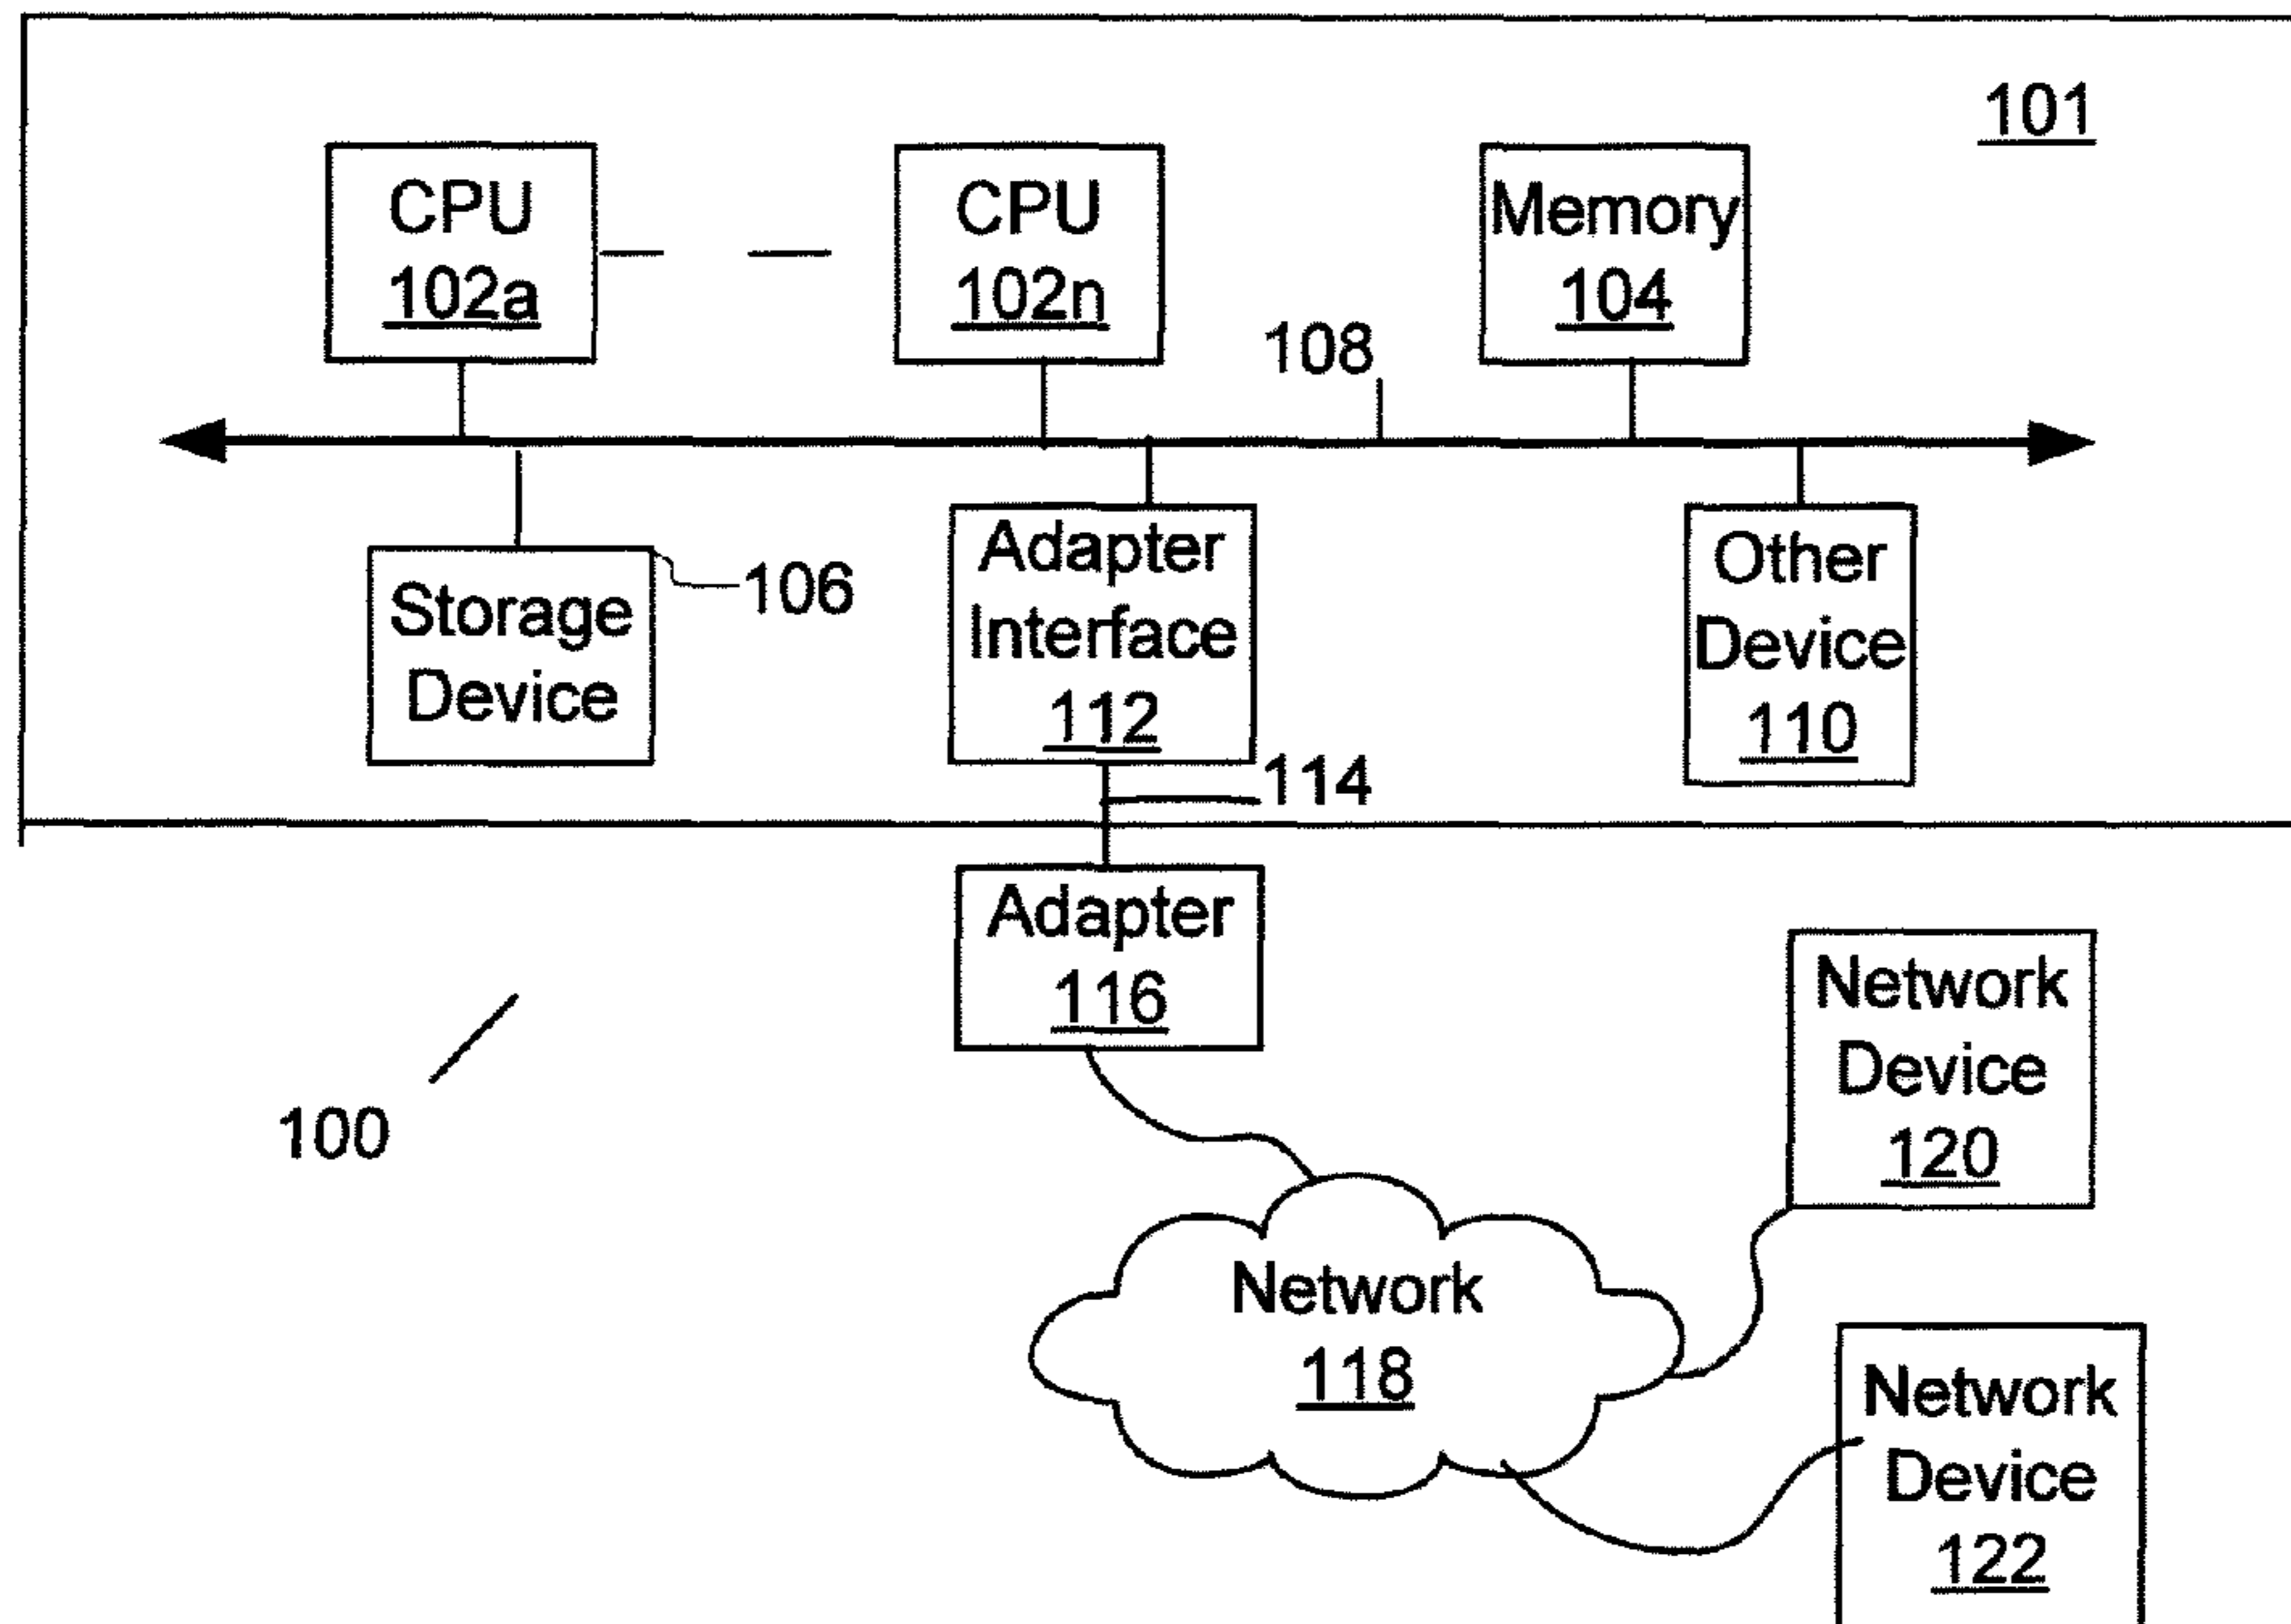 101
CPU
102a
CPU
102n
Memory
104
108
Storage
Device
106
Adapter
Interface
112
Other
Device
110
114
Adapter
116
100
Network
Device
120
Network
118
Network
Device
122